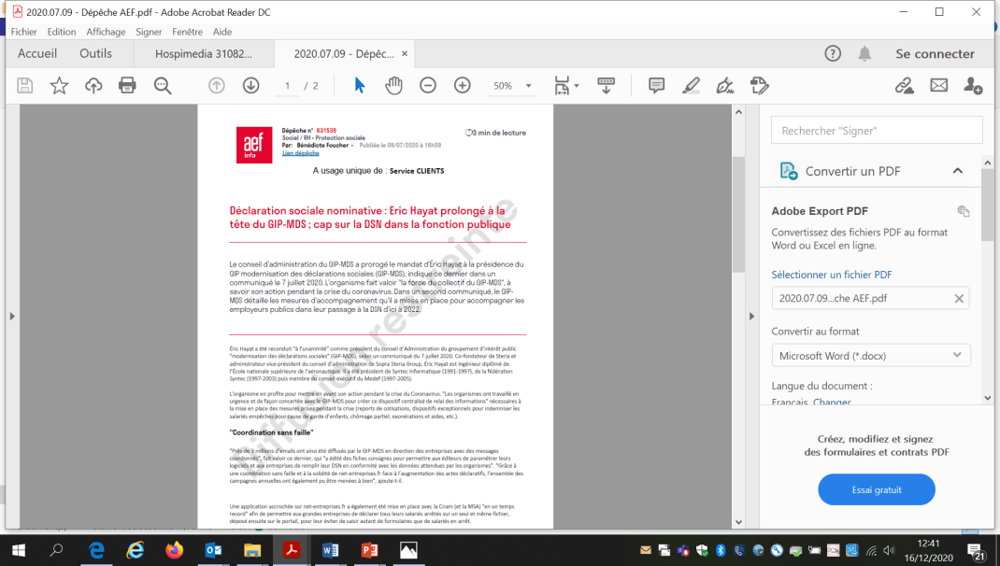 2020.07.09 - Dépêche AEF.pdf - Adobe Acrobat Reader DC
Fichier Edition Affichage Signer Fenêtre Aide
Accueil Outils Hospimedia 31082... 2020.07.09 - Dépêc... × Se connecter
1 / 2 50%
aef info
Dépêche n° 631539
Social / RH - Protection sociale
Par: Bénédicte Foucher - Publiée le 09/07/2020 à 16h59
Lien dépêche
3 min de lecture
A usage unique de : Service CLIENTS
Déclaration sociale nominative : Eric Hayat prolongé à la
tête du GIP-MDS ; cap sur la DSN dans la fonction publique
Le conseil d'administration du GIP-MDS a prorogé le mandat d'Éric Hayat à la présidence du
GIP modernisation des déclarations sociales (GIP-MDS), indique ce dernier dans un
communiqué le 7 juillet 2020. L'organisme fait valoir "la force du collectif du GIP-MDS", à
savoir son action pendant la crise du coronavirus. Dans un second communiqué, le GIP-
MDS détaille les mesures d'accompagnement qu'il a mises en place pour accompagner les
employeurs publics dans leur passage à la DSN d'ici à 2022.
Éric Hayat a été reconduit "à l'unanimité" comme président du conseil d'Administration du groupement d'intérêt public
"modernisation des déclarations sociales" (GIP-MDS), selon un communiqué du 7 juillet 2020. Co-fondateur de Steria et
administrateur vice-président du conseil d'administration de Sopra Steria Group, Éric Hayat est ingénieur diplômé de
l'École nationale supérieure de l'aéronautique. Il a été président de Syntec Informatique (1991-1997), de la Fédération
Syntec (1997-2003) puis membre du conseil exécutif du Medef (1997-2005).
L'organisme en profite pour mettre en avant son action pendant la crise du Coronavirus. "Les organismes ont travaillé en
urgence et de façon concertée avec le GIP-MDS pour créer ce dispositif centralisé de relai des informations" nécessaires à
la mise en place des mesures prises pendant la crise (reports de cotisations, dispositifs exceptionnels pour indemniser les
salariés empêchés pour cause de garde d'enfants, chômage partiel, exonérations et aides, etc.).
"Coordination sans faille"
"Près de 3 millions d'emails ont ainsi été diffusés par le GIP-MDS en direction des entreprises avec des messages
coordonnés", fait valoir ce dernier, qui "a édité des fiches consignes pour permettre aux éditeurs de paramétrer leurs
logiciels et aux entreprises de remplir leur DSN en conformité avec les données attendues par les organismes". "Grâce à
une coordination sans faille et à la solidité de net-entreprises.fr face à l'augmentation des actes déclaratifs, l'ensemble des
campagnes annuelles ont également pu être menées à bien", ajoute-t-il.
Une application accrochée sur net-entreprises.fr a également été mise en place avec la Cnam (et la MSA) "en un temps
record" afin de permettre aux grandes entreprises de déclarer tous leurs salariés arrêtés sur un seul et même fichier,
déposé ensuite sur le portail, pour leur éviter de saisir autant de formulaires que de salariés en arrêt.
Diffusion restreinte
Rechercher "Signer"
Convertir un PDF
Adobe Export PDF
Convertissez des fichiers PDF au format
Word ou Excel en ligne.
Sélectionner un fichier PDF
2020.07.09...che AEF.pdf
Convertir au format
Microsoft Word (*.docx)
Langue du document :
Français Changer
Créez, modifiez et signez
des formulaires et contrats PDF
Essai gratuit
12:41
16/12/2020
21